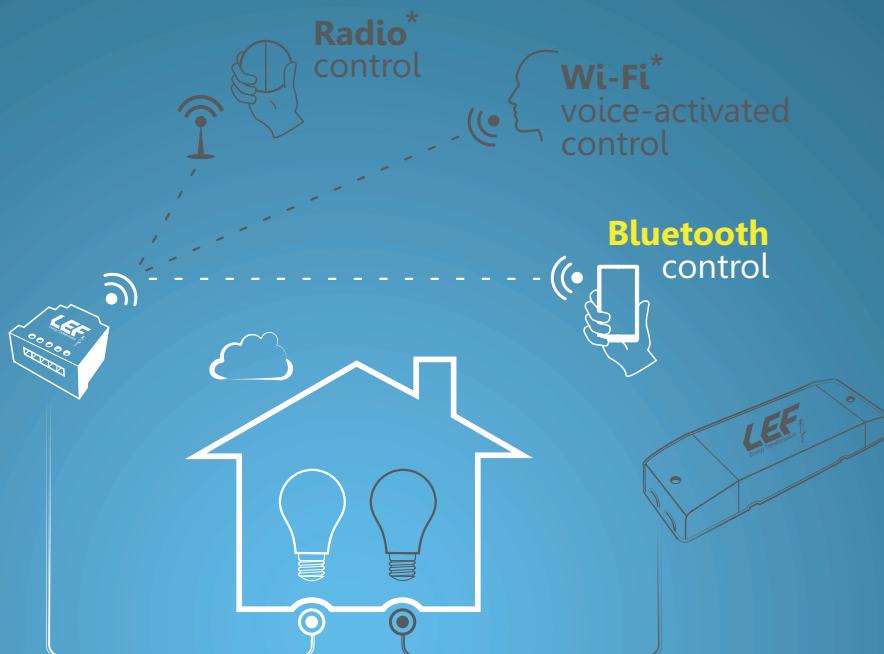 Radio*
control
Wi-Fi*
voice-activated
control
Bluetooth
control
LEF
LEF